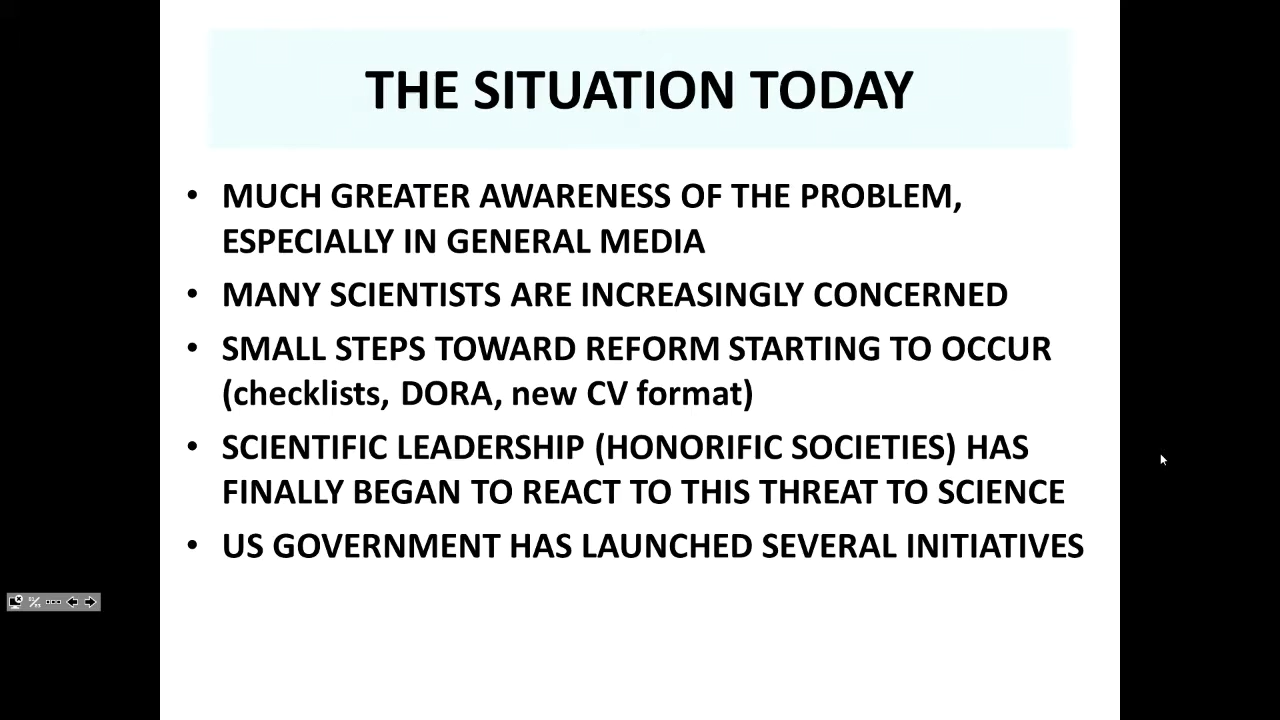 THE SITUATION TODAY
• MUCH GREATER AWARENESS OF THE PROBLEM,
ESPECIALLY IN GENERAL MEDIA
• MANY SCIENTISTS ARE INCREASINGLY CONCERNED
• SMALL STEPS TOWARD REFORM STARTING TO OCCUR
(checklists, DORA, new CV format)
• SCIENTIFIC LEADERSHIP (HONORIFIC SOCIETIES) HAS
FINALLY BEGAN TO REACT TO THIS THREAT TO SCIENCE
• US GOVERNMENT HAS LAUNCHED SEVERAL INITIATIVES